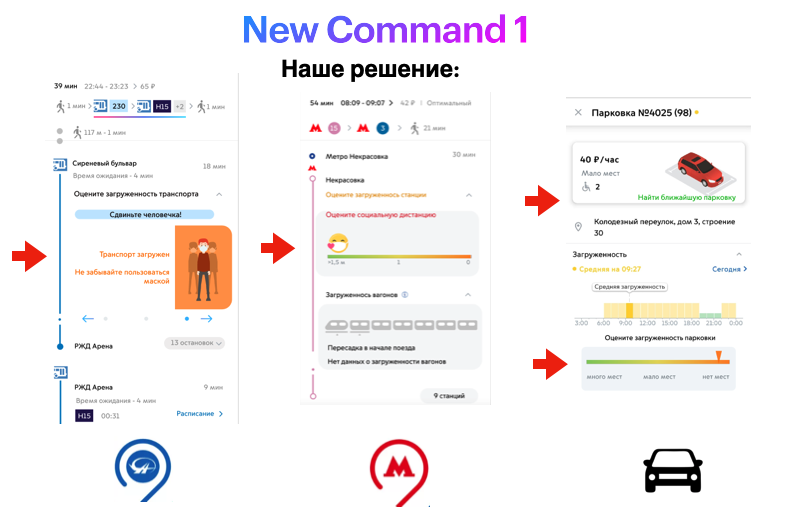 New Command 1
Наше решение:
39 мин 22:44 - 23:23 > 65 ₽
1 мин > 230 > H15 +2 > 1 мин
117 м - 1 мин
Сиреневый бульвар
18 мин
Время ожидания - 4 мин
Оцените загруженность транспорта
Сдвиньте человечка!
Транспорт загружен
Не забывайте пользоваться
маской
РЖД Арена
13 остановок
РЖД Арена
9 мин
Время ожидания - 4 мин
H15 00:31
Расписание >
54 мин 08:09 - 09:07 > 42 ₽ | Оптимальный
М 15 > М 3 > 21 мин
Метро Некрасовка
30 мин
М
Некрасовка
Оцените загруженнось станции
Оцените социальную дистанцию
+1,5 м 1 0
Загруженнось вагонов
Пересадка в начале поезда
Нет данных о загруженности вагонов
9 станций
Парковка №4025 (98)
40 ₽/час
Мало мест
2
Найти ближайшую парковку
Колодезный переулок, дом 3, строение
30
Загруженность
Средняя на 09:27
Сегодня >
Средняя загруженность
3:00 6:00 9:00 12:00 15:00 18:00 21:00 0:00
Оцените загруженность парковки
много мест мало мест нет мест
М